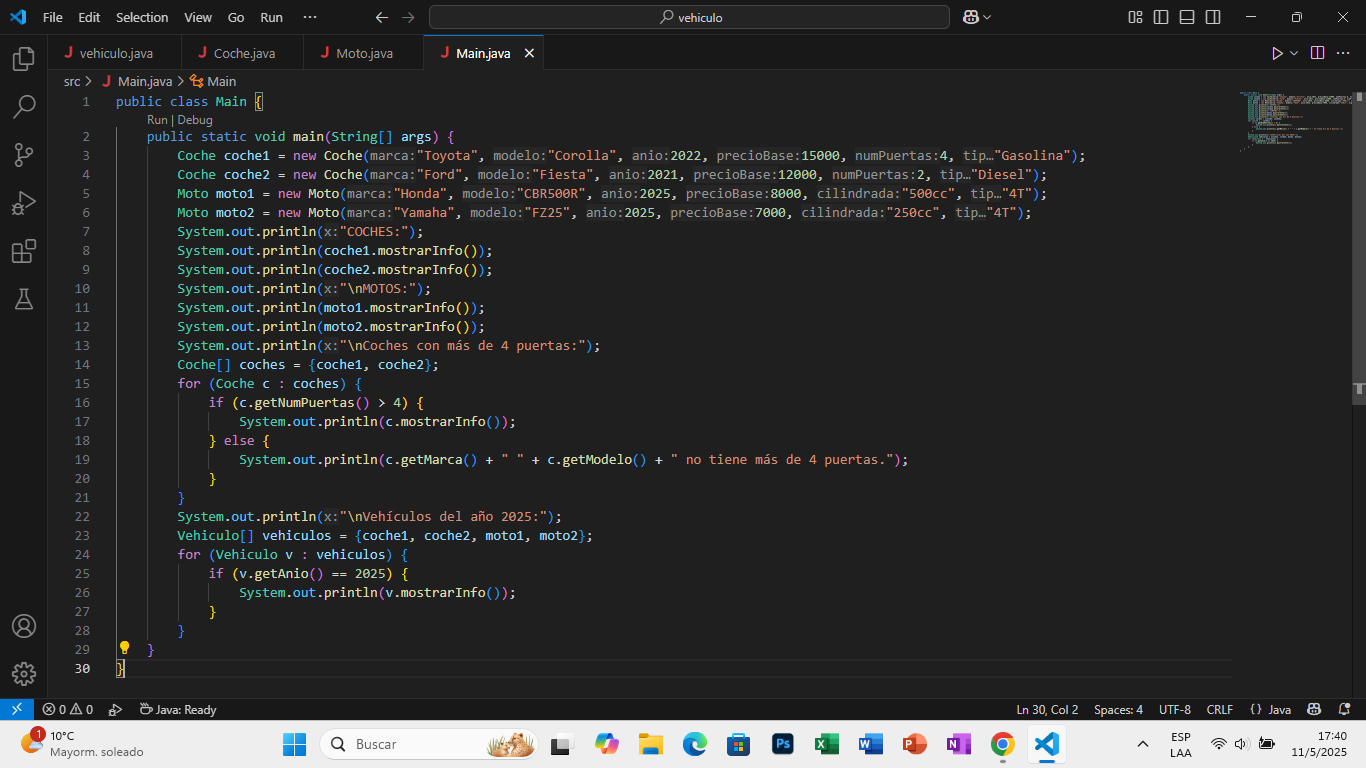 File Edit Selection View Go Run ··· vehiculo
vehiculo.java Coche.java Moto.java Main.java
src > Main.java > Main
1 public class Main {
Run | Debug
2 public static void main(String[] args) {
3 Coche coche1 = new Coche(marca:"Toyota", modelo:"Corolla", anio:2022, precioBase:15000, numPuertas:4, tip…"Gasolina");
4 Coche coche2 = new Coche(marca:"Ford", modelo:"Fiesta", anio:2021, precioBase:12000, numPuertas:2, tip…"Diesel");
5 Moto moto1 = new Moto(marca:"Honda", modelo:"CBR500R", anio:2025, precioBase:8000, cilindrada:"500cc", tip…"4T");
6 Moto moto2 = new Moto(marca:"Yamaha", modelo:"FZ25", anio:2025, precioBase:7000, cilindrada:"250cc", tip…"4T");
7 System.out.println(x:"COCHES:");
8 System.out.println(coche1.mostrarInfo());
9 System.out.println(coche2.mostrarInfo());
10 System.out.println(x:"\nMOTOS:");
11 System.out.println(moto1.mostrarInfo());
12 System.out.println(moto2.mostrarInfo());
13 System.out.println(x:"\nCoches con más de 4 puertas:");
14 Coche[] coches = {coche1, coche2};
15 for (Coche c : coches) {
16 if (c.getNumPuertas() > 4) {
17 System.out.println(c.mostrarInfo());
18 } else {
19 System.out.println(c.getMarca() + " " + c.getModelo() + " no tiene más de 4 puertas.");
20 }
21 }
22 System.out.println(x:"\nVehículos del año 2025:");
23 Vehiculo[] vehiculos = {coche1, coche2, moto1, moto2};
24 for (Vehiculo v : vehiculos) {
25 if (v.getAnio() == 2025) {
26 System.out.println(v.mostrarInfo());
27 }
28 }
29 }
30 }
0 0 Java: Ready Ln 30, Col 2 Spaces: 4 UTF-8 CRLF {} Java
1 10°C
Mayorm. soleado
Buscar
ESP
LAA
17:40
11/5/2025